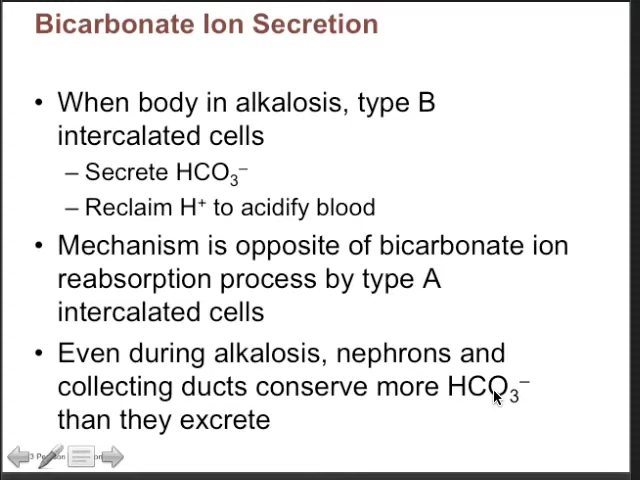 Bicarbonate Ion Secretion
• When body in alkalosis, type B
intercalated cells
– Secrete HCO₃⁻
– Reclaim H⁺ to acidify blood
• Mechanism is opposite of bicarbonate ion
reabsorption process by type A
intercalated cells
• Even during alkalosis, nephrons and
collecting ducts conserve more HCO₃⁻
than they excrete